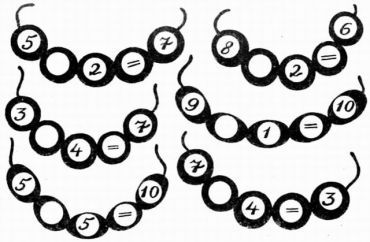 5 2 = 7
8 2 = 6
3 4 = 7
9 1 = 10
5 5 = 10
7 4 = 3